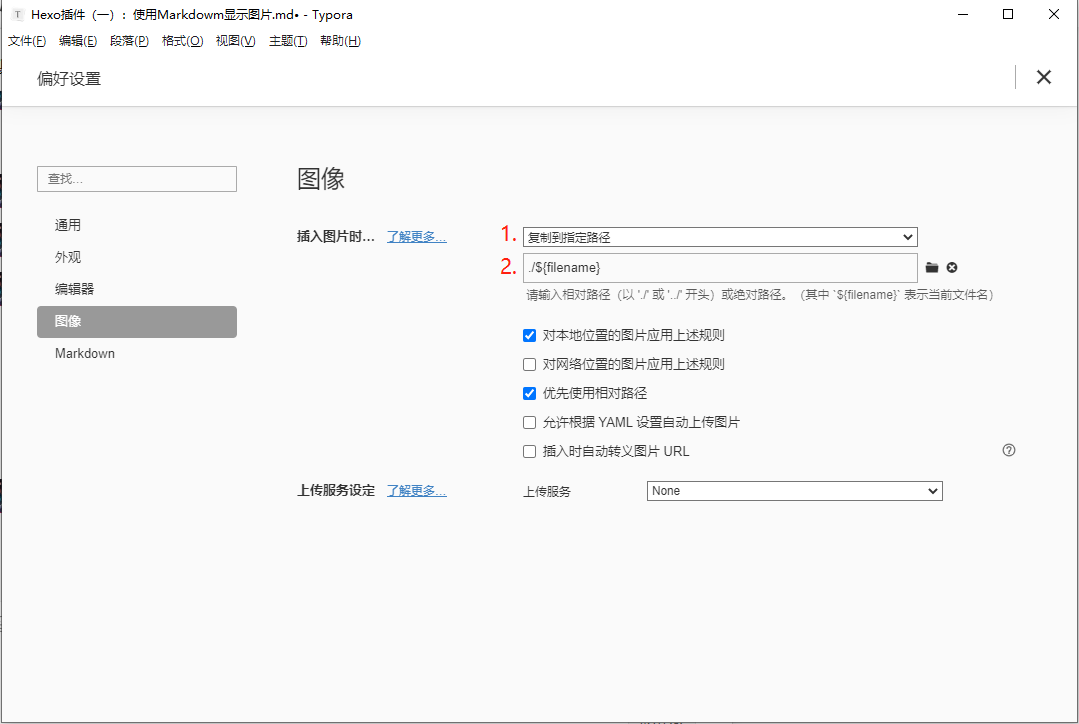 T Hexo插件（一）：使用Markdowm显示图片.md• - Typora
文件(F) 编辑(E) 段落(P) 格式(O) 视图(V) 主题(T) 帮助(H)
偏好设置
查找...
通用
外观
编辑器
图像
Markdown
图像
插入图片时... 了解更多... 1. 复制到指定路径
2. ./${filename}
请输入相对路径（以 './' 或 '../' 开头）或绝对路径。（其中 `${filename}` 表示当前文件名）
对本地位置的图片应用上述规则
对网络位置的图片应用上述规则
优先使用相对路径
允许根据 YAML 设置自动上传图片
插入时自动转义图片 URL
上传服务设定 了解更多... 上传服务 None